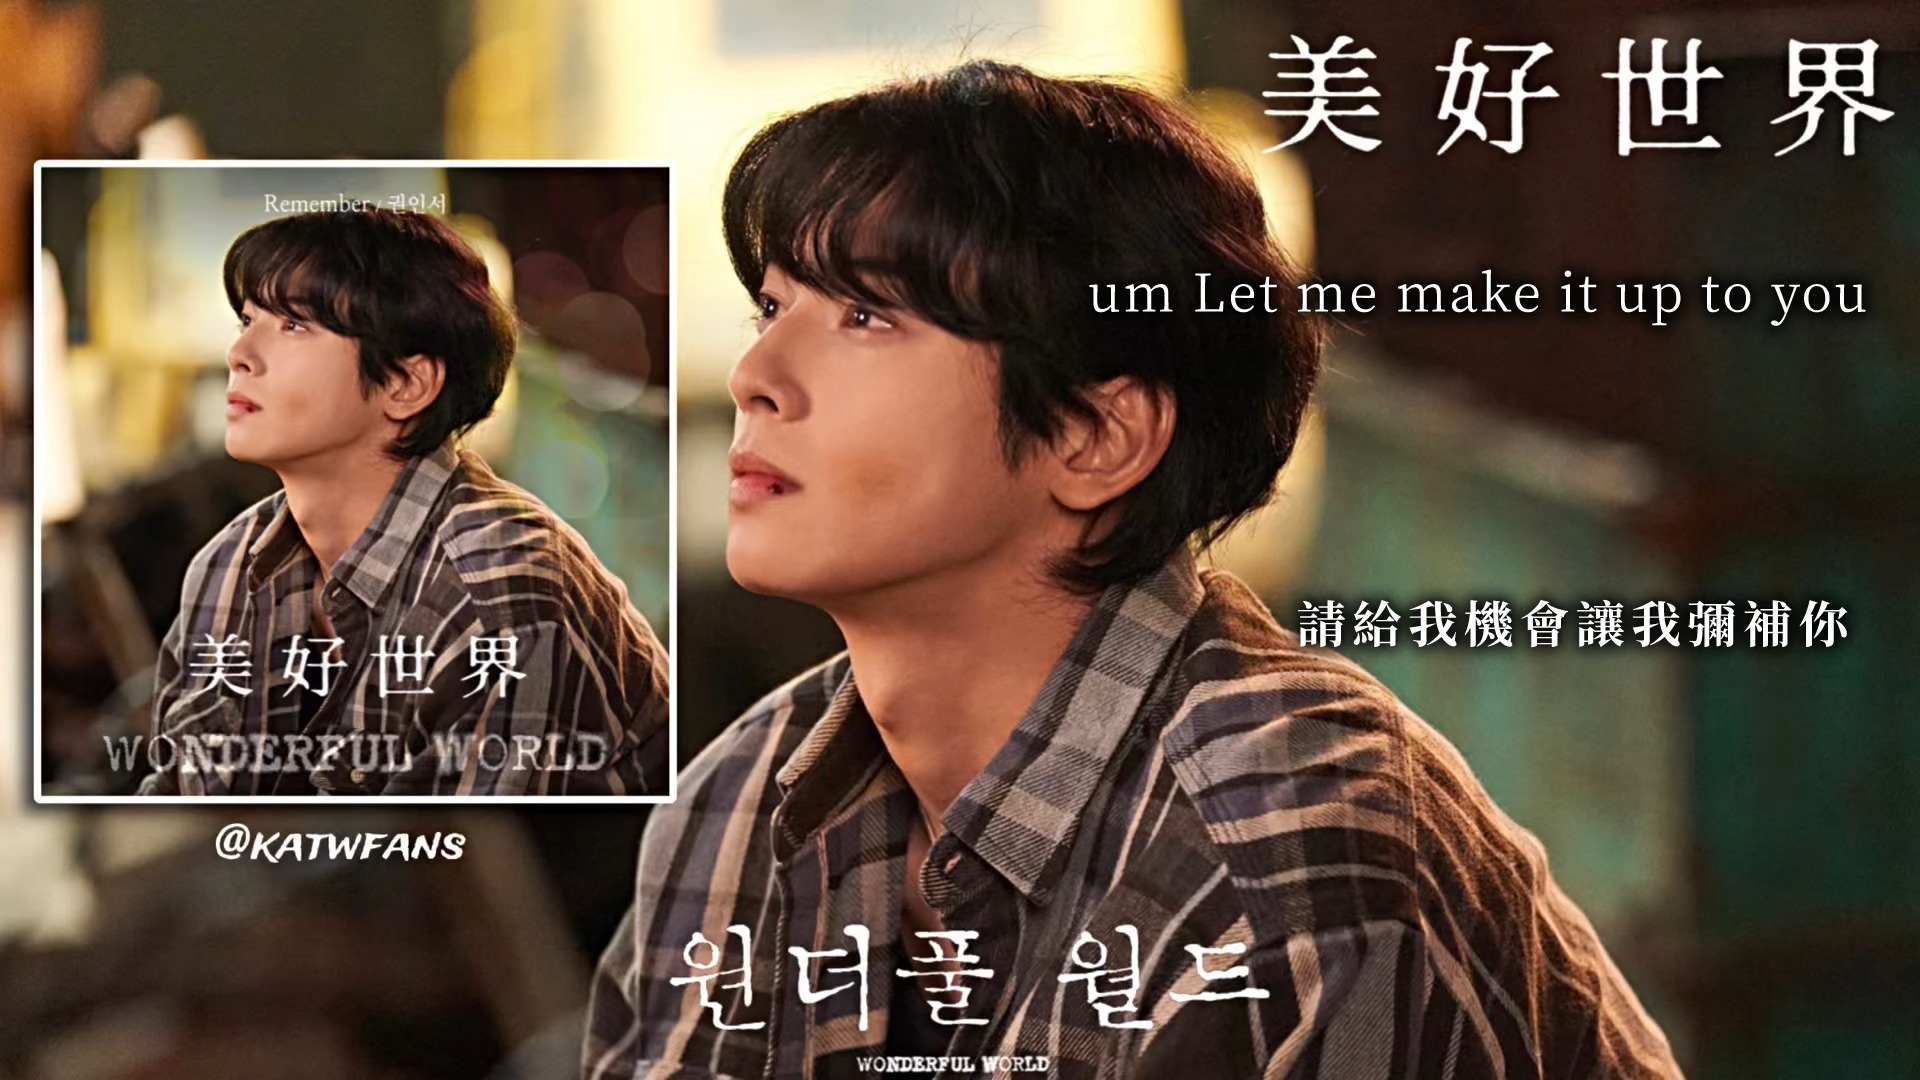 美好世界
Remember / 권인서
um Let me make it up to you
請給我機會讓我彌補你
美好世界
WONDERFUL WORLD
@KATWFANS
원더풀 월드
WONDERFUL WORLD